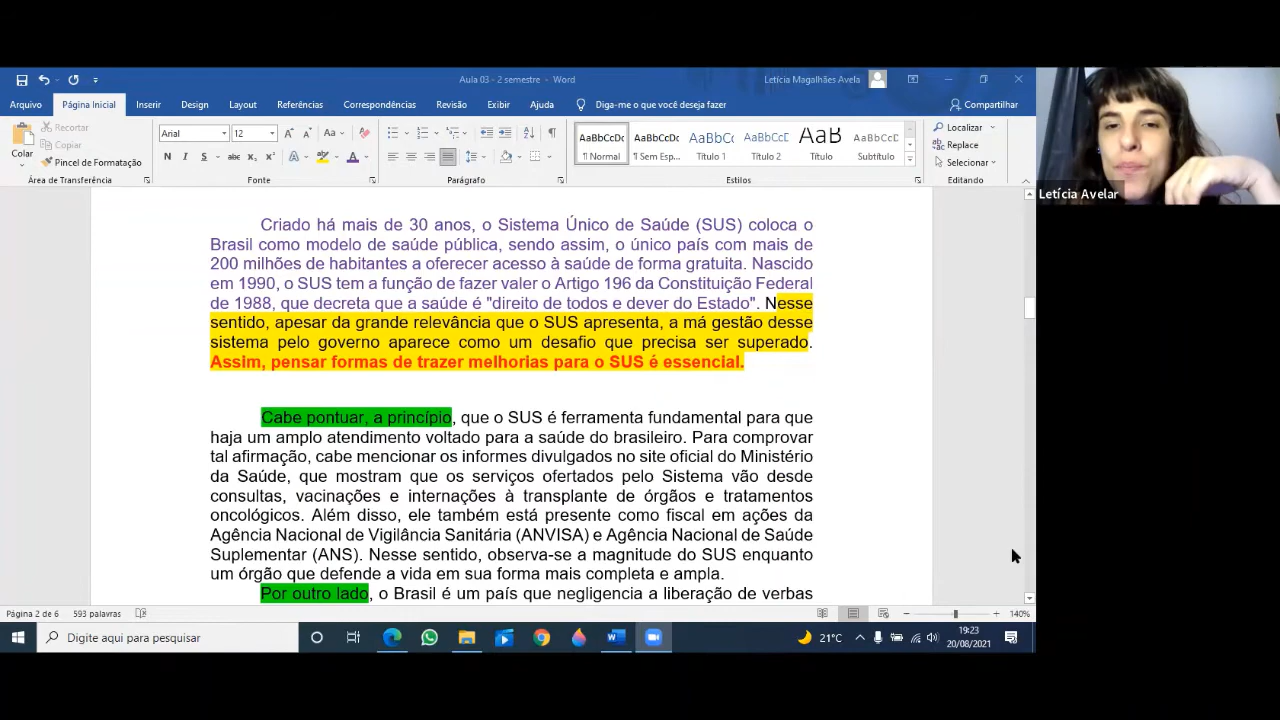 Aula 03 - 2 semestre - Word
Letícia Magalhães Avela
Arquivo Página Inicial Inserir Design Layout Referências Correspondências Revisão Exibir Ajuda Diga-me o que você deseja fazer Compartilhar
Colar
Recortar
Copiar
Pincel de Formatação
Área de Transferência
Arial 12
N I S abc x₂ x²
Fonte
Parágrafo
AaBbCcDc AaBbCcDc AaBbCc AaBbCcD AaB AaBbCcC
¶ Normal ¶ Sem Esp... Título 1 Título 2 Título Subtítulo
Estilos
Localizar
Replace
Selecionar
Editando
Letícia Avelar
Criado há mais de 30 anos, o Sistema Único de Saúde (SUS) coloca o
Brasil como modelo de saúde pública, sendo assim, o único país com mais de
200 milhões de habitantes a oferecer acesso à saúde de forma gratuita. Nascido
em 1990, o SUS tem a função de fazer valer o Artigo 196 da Constituição Federal
de 1988, que decreta que a saúde é "direito de todos e dever do Estado". Nesse
sentido, apesar da grande relevância que o SUS apresenta, a má gestão desse
sistema pelo governo aparece como um desafio que precisa ser superado.
Assim, pensar formas de trazer melhorias para o SUS é essencial.
Cabe pontuar, a princípio, que o SUS é ferramenta fundamental para que
haja um amplo atendimento voltado para a saúde do brasileiro. Para comprovar
tal afirmação, cabe mencionar os informes divulgados no site oficial do Ministério
da Saúde, que mostram que os serviços ofertados pelo Sistema vão desde
consultas, vacinações e internações à transplante de órgãos e tratamentos
oncológicos. Além disso, ele também está presente como fiscal em ações da
Agência Nacional de Vigilância Sanitária (ANVISA) e Agência Nacional de Saúde
Suplementar (ANS). Nesse sentido, observa-se a magnitude do SUS enquanto
um órgão que defende a vida em sua forma mais completa e ampla.
Por outro lado, o Brasil é um país que negligencia a liberação de verbas
Página 2 de 6 593 palavras 140%
Digite aqui para pesquisar
21°C
19:23
20/08/2021